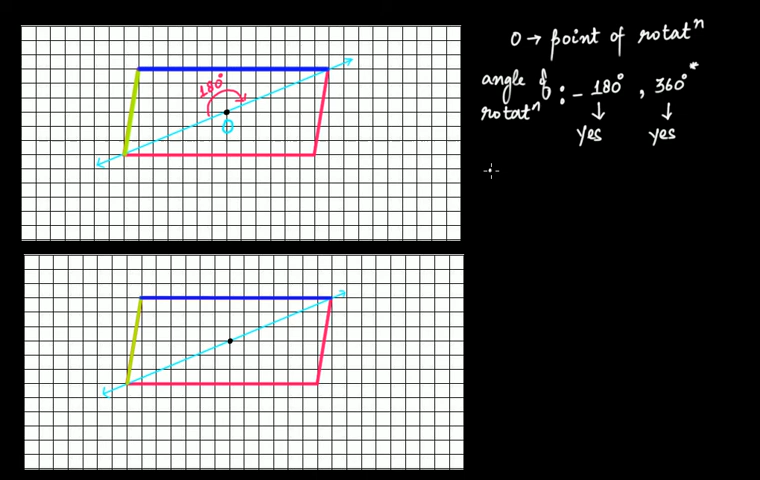 180°
O
O → point of rotatⁿ
angle of rotatⁿ : - 180° , 360° *
↓ ↓
yes yes